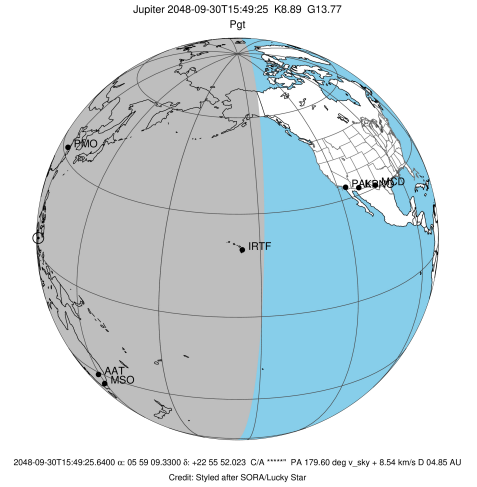 Jupiter 2048-09-30T15:49:25 K8.89 G13.77
Pgt
PMO
MCD
IRTF
AAT
MSO
2048-09-30T15:49:25.6400 α: 05 59 09.3300 δ: +22 55 52.023 C/A *****" PA 179.60 deg v_sky + 8.54 km/s D 04.85 AU
Credit: Styled after SORA/Lucky Star